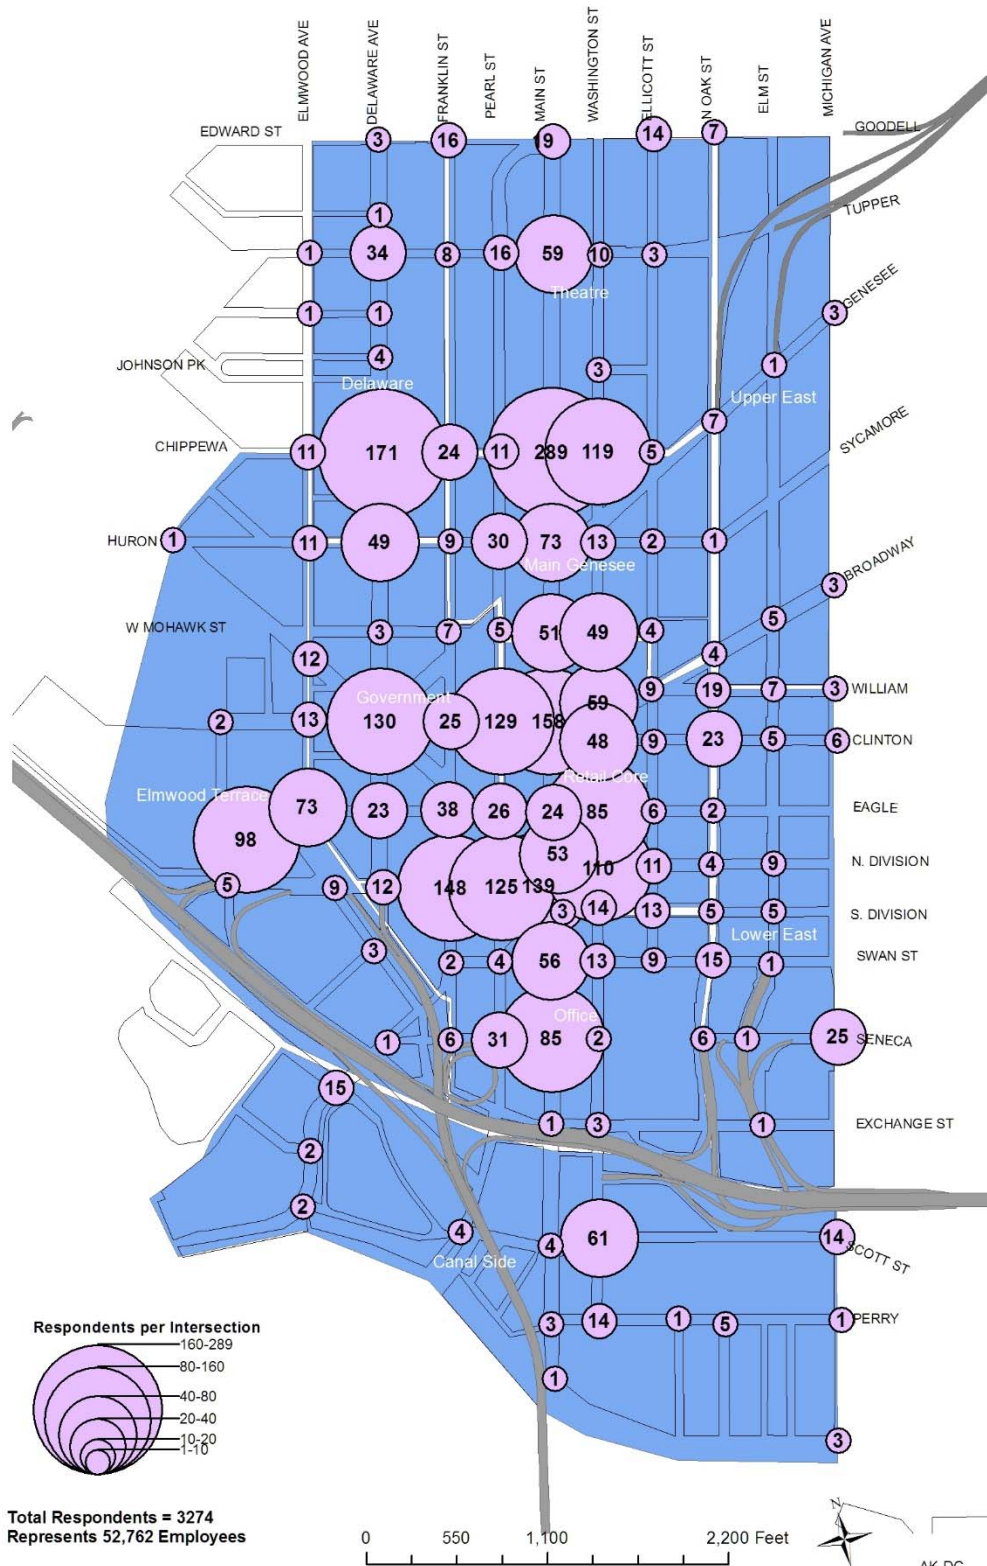 ELMWOOD AVE
DELAWARE AVE
FRANKLIN ST
PEARL ST
MAIN ST
WASHINGTON ST
ELLICOTT ST
N OAK ST
ELM ST
MICHIGAN AVE
EDWARD ST
3
16
19
14
7
GOODELL
1
TUPPER
1
34
8
16
59
10
3
Theatre
GENESEE
1
1
3
JOHNSON PK
4
3
1
Delaware
Upper East
7
SYCAMORE
CHIPPEWA
11
171
24
11
289
119
5
HURON
1
11
49
9
30
73
13
2
1
Main Genesee
BROADWAY
3
W MOHAWK ST
3
7
5
51
49
4
5
12
4
Government
59
9
19
7
3
WILLIAM
2
13
130
25
129
158
48
9
23
5
6
CLINTON
Retail Core
Elmwood Terrace
73
23
38
26
24
85
6
2
EAGLE
98
53
110
11
4
9
N. DIVISION
5
9
12
148
125
139
3
14
13
5
5
S. DIVISION
Lower East
3
2
4
56
13
9
15
1
SWAN ST
Office
1
6
31
85
2
6
1
25
SENECA
15
1
3
1
EXCHANGE ST
2
2
4
4
61
14
SCOTT ST
Canal Side
3
14
1
5
1
PERRY
1
3
Respondents per Intersection
160-289
80-160
40-80
20-40
10-20
1-10
Total Respondents = 3274
Represents 52,762 Employees
0 550 1,100 2,200 Feet
N